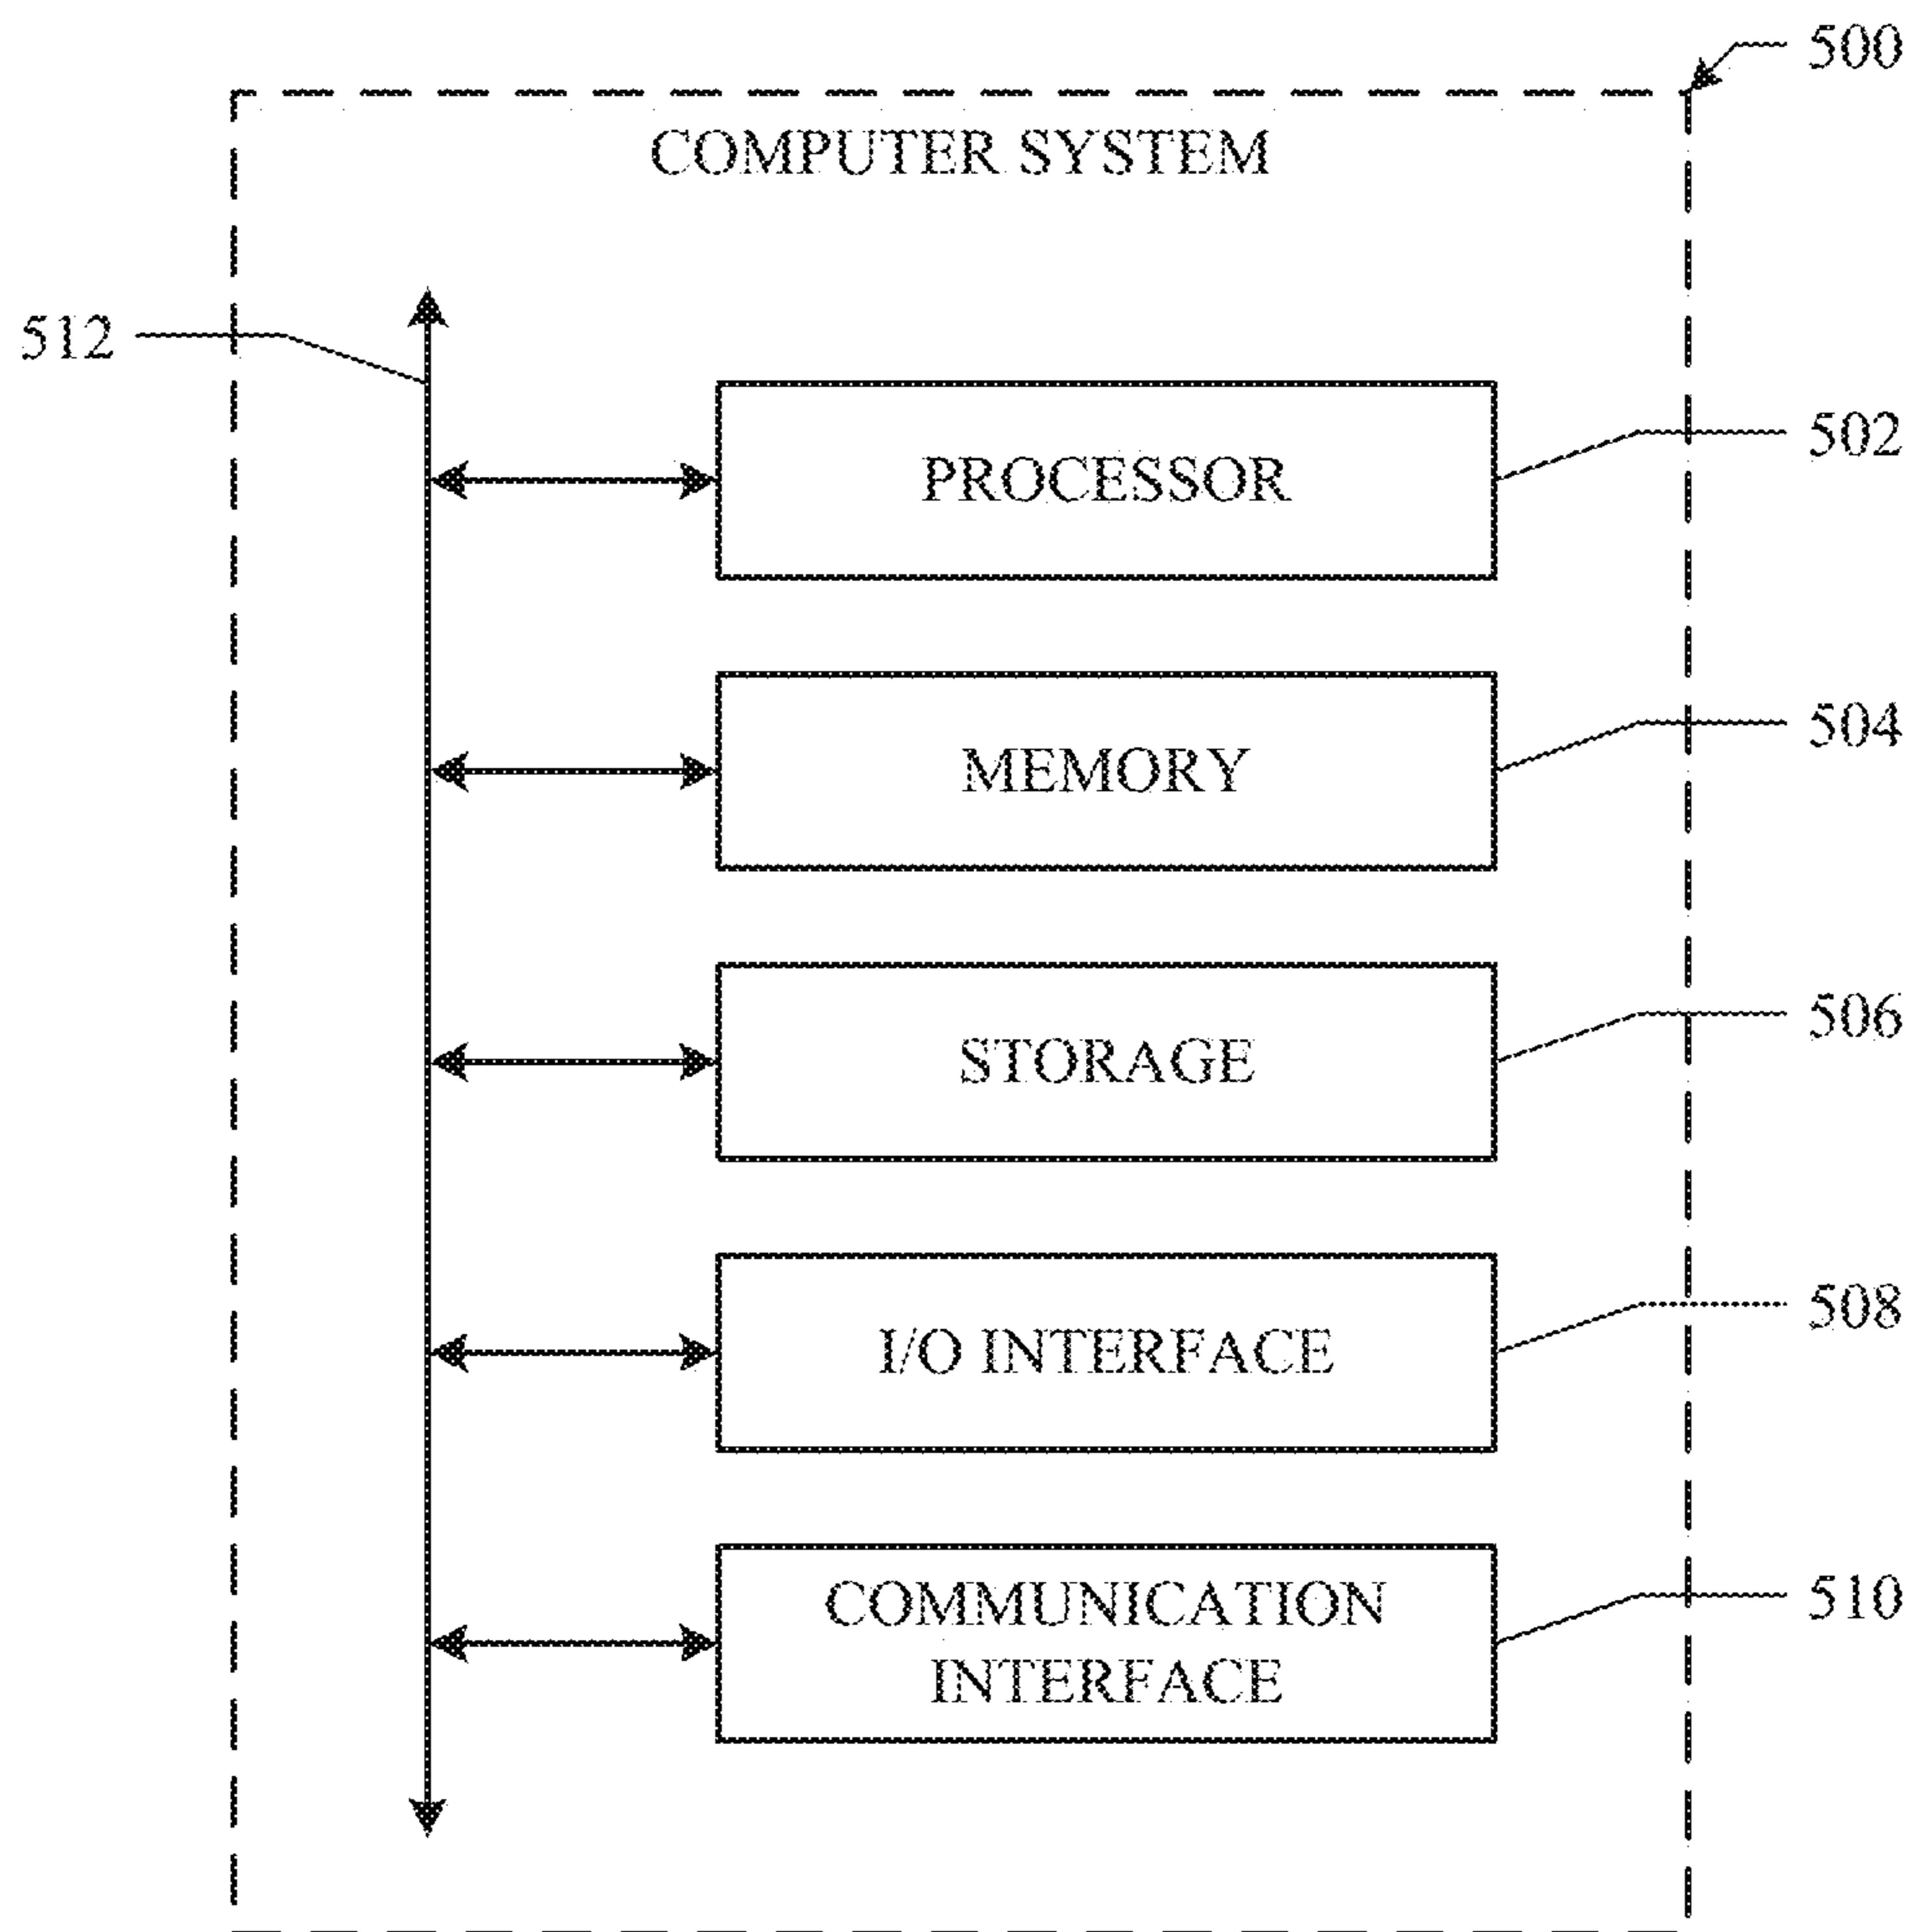 500
COMPUTER SYSTEM
512
PROCESSOR
502
MEMORY
504
STORAGE
506
I/O INTERFACE
508
COMMUNICATION
INTERFACE
510